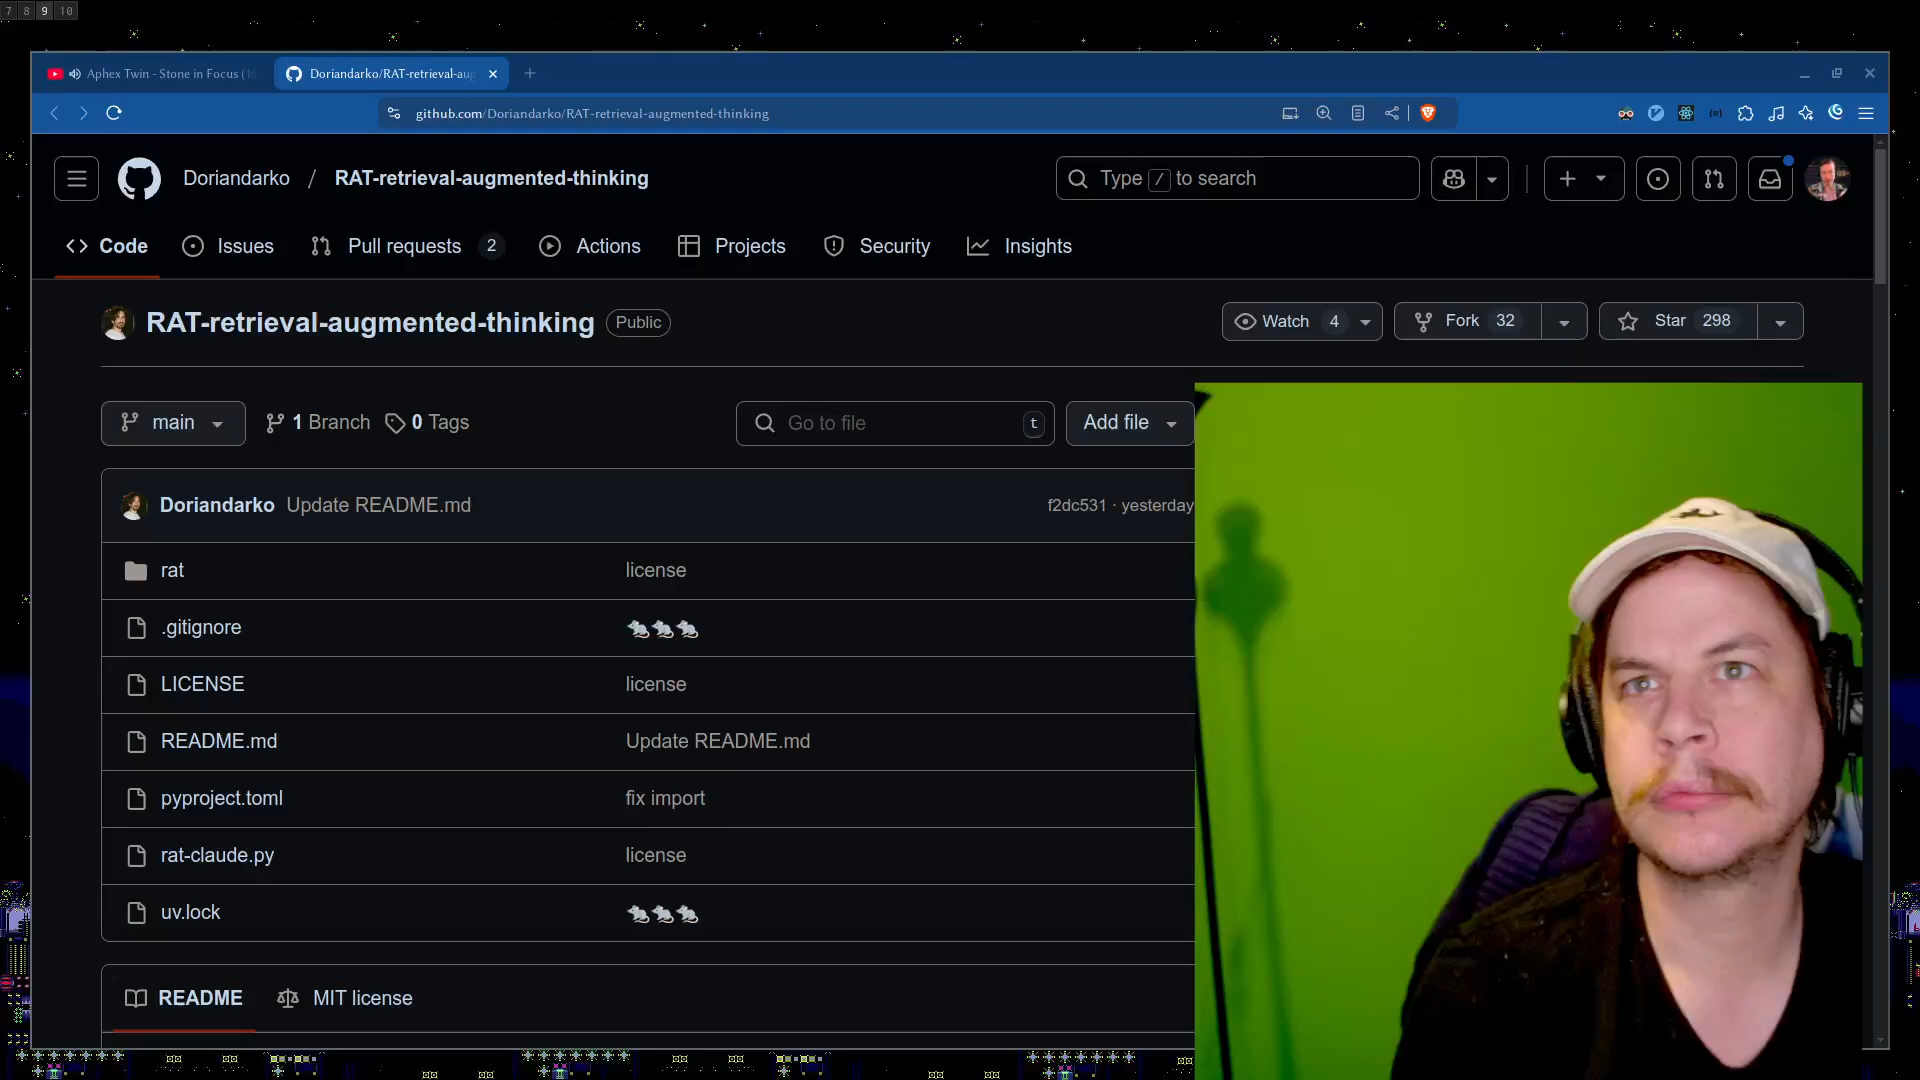 7 8 9 10
Aphex Twin - Stone in Focus (1
Doriandarko/RAT-retrieval-aug
github.com/Doriandarko/RAT-retrieval-augmented-thinking
Doriandarko / RAT-retrieval-augmented-thinking
Type / to search
Code Issues Pull requests 2 Actions Projects Security Insights
RAT-retrieval-augmented-thinking Public
Watch 4 Fork 32 Star 298
main 1 Branch 0 Tags Go to file t Add file
Doriandarko Update README.md f2dc531 · yesterday
rat license
.gitignore 🐀🐀🐀
LICENSE license
README.md Update README.md
pyproject.toml fix import
rat-claude.py license
uv.lock 🐀🐀🐀
README MIT license